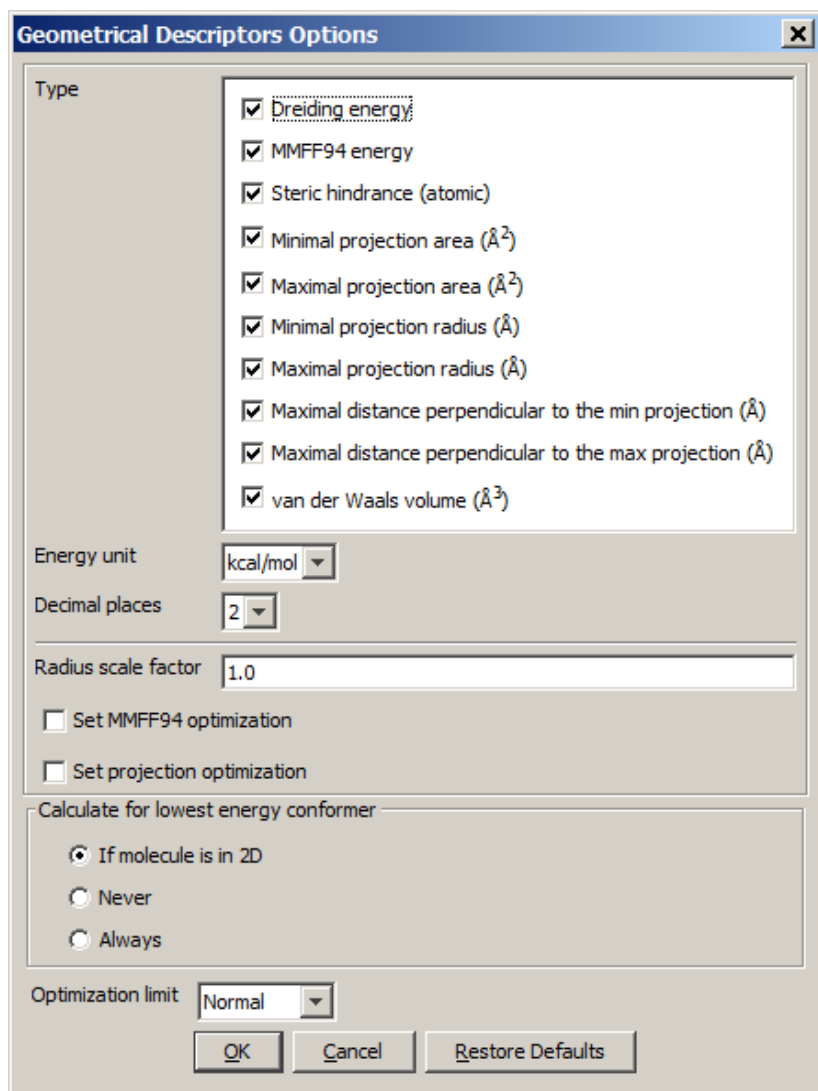 Geometrical Descriptors Options
Type
Dreiding energy
MMFF94 energy
Steric hindrance (atomic)
Minimal projection area (Å²)
Maximal projection area (Å²)
Minimal projection radius (Å)
Maximal projection radius (Å)
Maximal distance perpendicular to the min projection (Å)
Maximal distance perpendicular to the max projection (Å)
van der Waals volume (Å³)
Energy unit kcal/mol
Decimal places 2
Radius scale factor 1.0
Set MMFF94 optimization
Set projection optimization
Calculate for lowest energy conformer
If molecule is in 2D
Never
Always
Optimization limit Normal
OK Cancel Restore Defaults